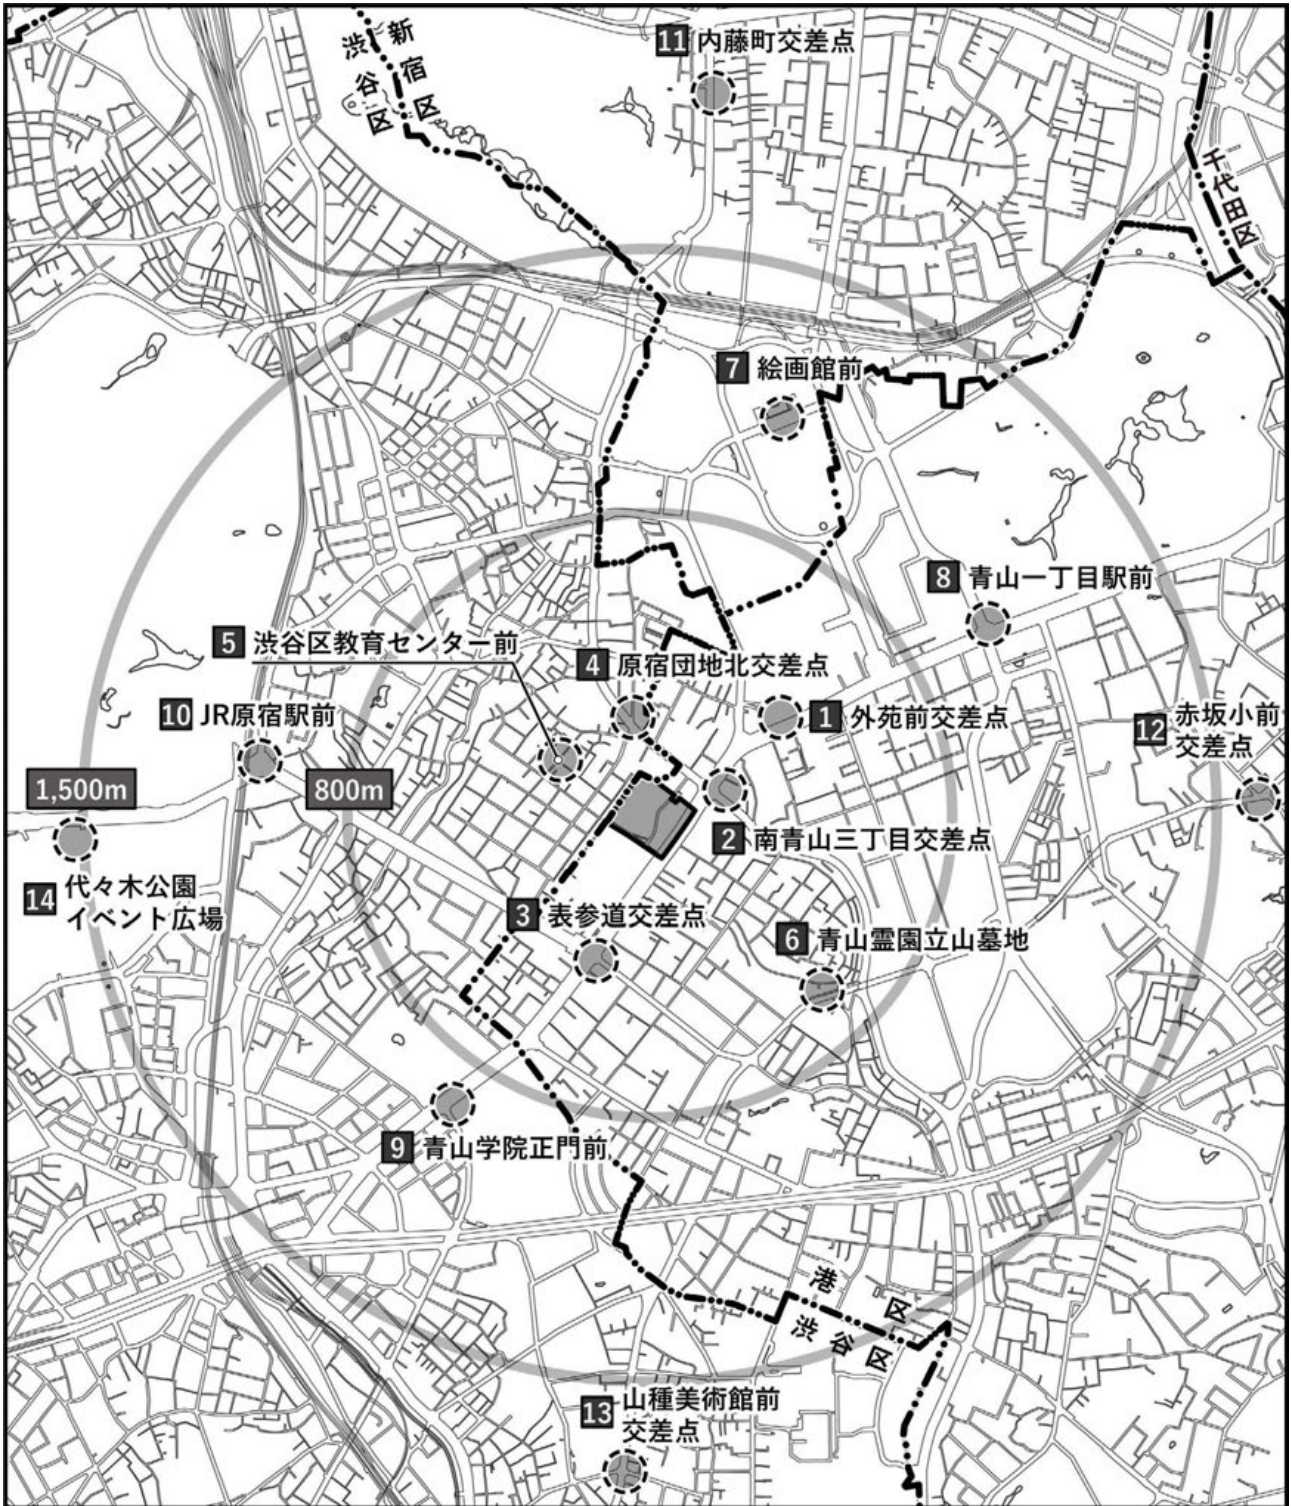 11 内藤町交差点
新宿区
渋谷区
千代田区
7 絵画館前
8 青山一丁目駅前
5 渋谷区教育センター前
4 原宿団地北交差点
10 JR原宿駅前
1 外苑前交差点
12 赤坂小前
交差点
1,500m
800m
2 南青山三丁目交差点
14 代々木公園
イベント広場
3 表参道交差点
6 青山霊園立山墓地
9 青山学院正門前
港区
渋谷区
13 山種美術館前
交差点